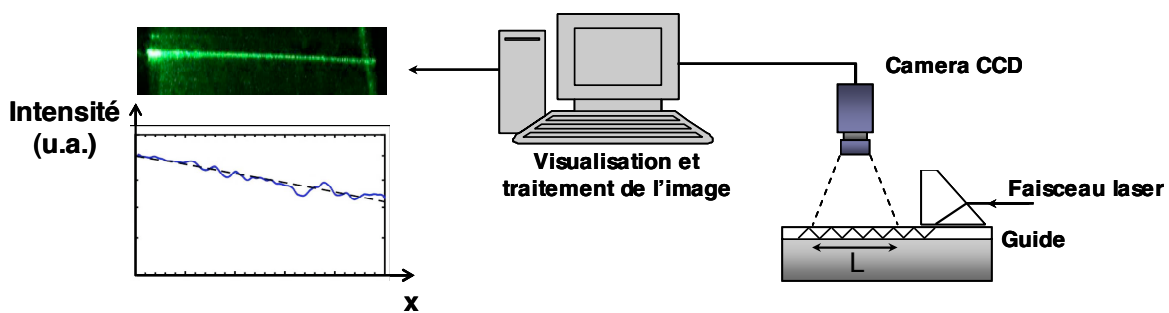 Intensité
(u.a.)
x
Visualisation et
traitement de l'image
Camera CCD
Faisceau laser
Guide
L